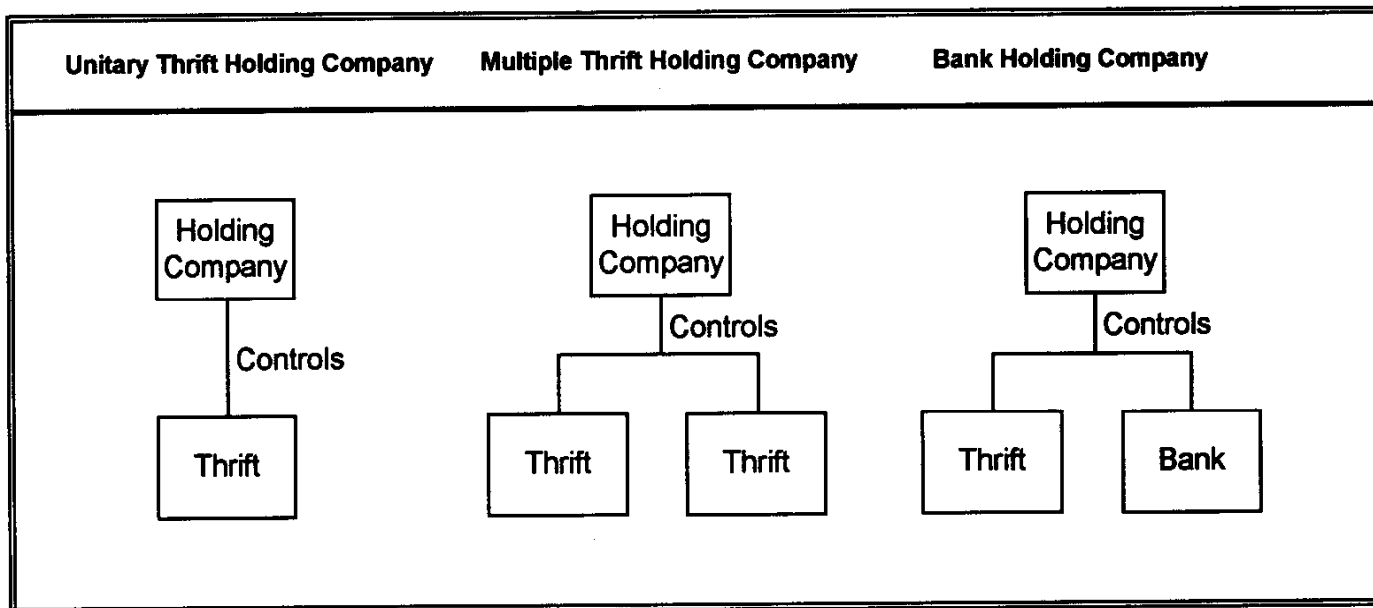 Unitary Thrift Holding Company
Multiple Thrift Holding Company
Bank Holding Company
Holding
Company
Controls
Thrift
Holding
Company
Controls
Thrift
Thrift
Holding
Company
Controls
Thrift
Bank